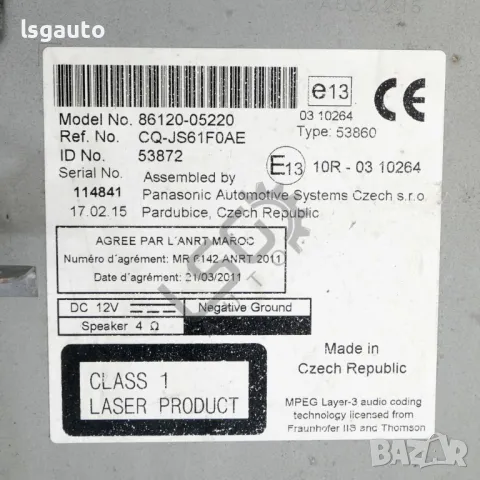 lsgauto
Model No. 86120-05220
Ref. No. CQ-JS61F0AE
ID No. 53872
Serial No. Assembled by
114841 Panasonic Automotive Systems Czech s.r.o
17.02.15 Pardubice, Czech Republic
e13
03 10264
Type: 53860
CE
E13 10R - 03 10264
AGREE PAR L'ANRT MAROC
Numéro d'agrément: MR 6142 ANRT 2011
Date d'agrément: 21/03/2011
DC 12V Negative Ground
Speaker 4 Ω
CLASS 1
LASER PRODUCT
Made in
Czech Republic
MPEG Layer-3 audio coding
technology licensed from
Fraunhofer IIS and Thomson
BAZAR